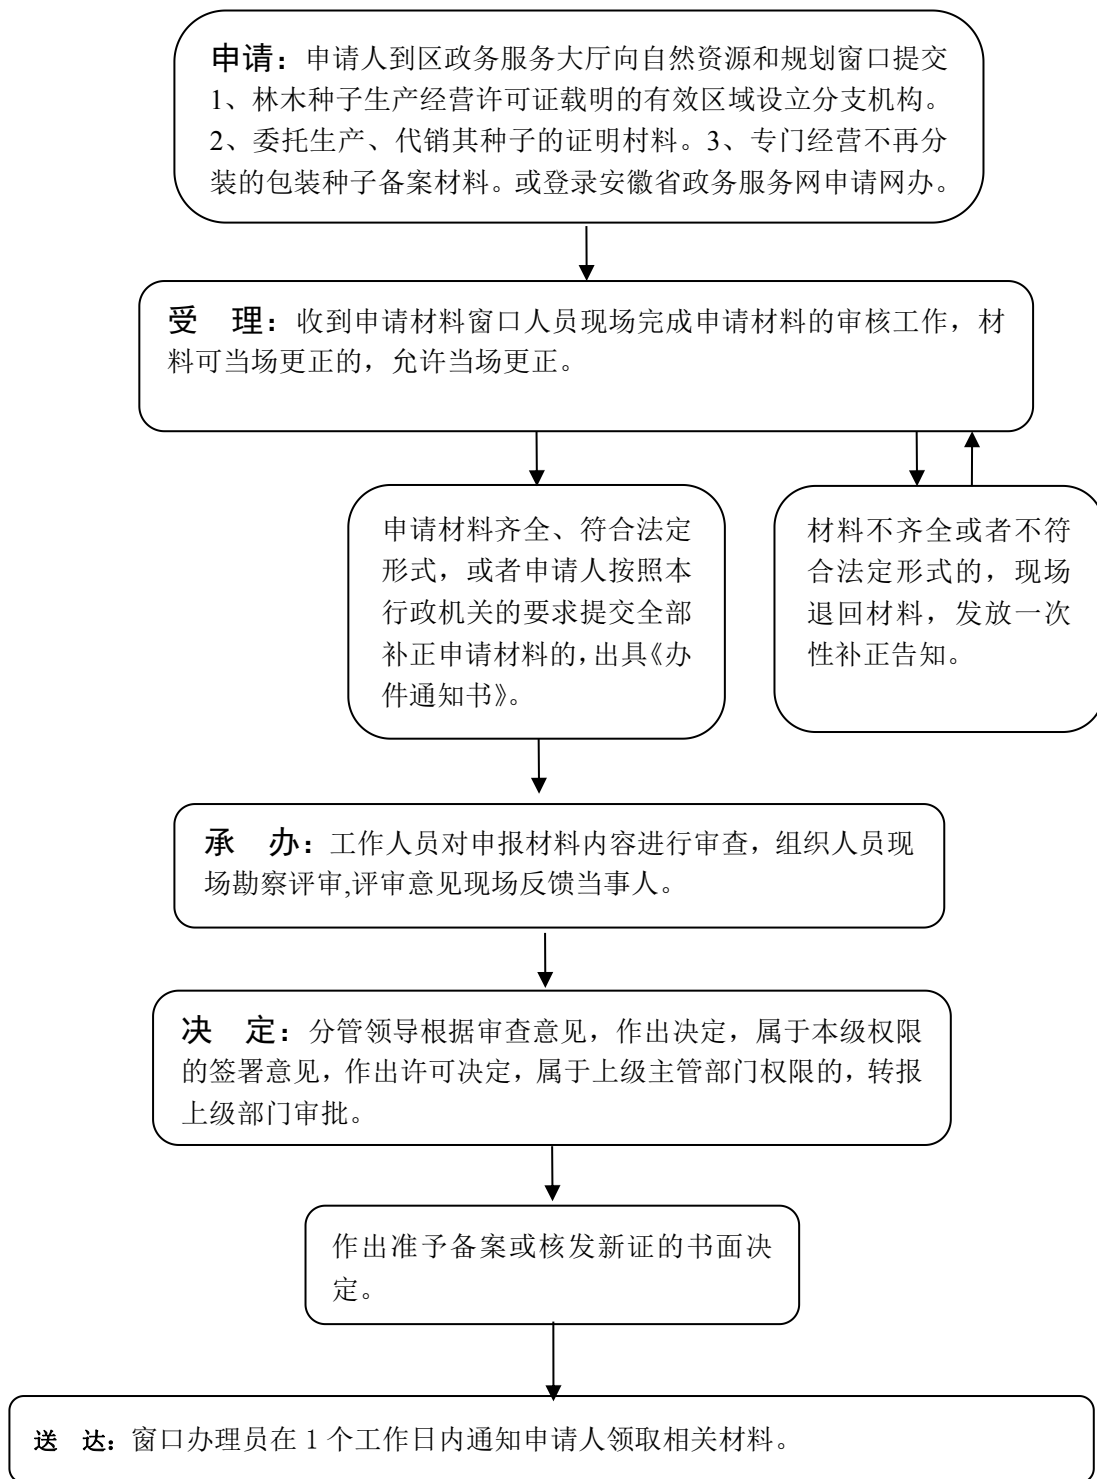 申请：申请人到区政务服务大厅向自然资源和规划窗口提交
1、林木种子生产经营许可证载明的有效区域设立分支机构。
2、委托生产、代销其种子的证明村料。3、专门经营不再分
装的包装种子备案材料。或登录安徽省政务服务网申请网办。
受　理：收到申请材料窗口人员现场完成申请材料的审核工作，材
料可当场更正的，允许当场更正。
申请材料齐全、符合法定
形式，或者申请人按照本
行政机关的要求提交全部
补正申请材料的，出具《办
件通知书》。
材料不齐全或者不符
合法定形式的，现场
退回材料，发放一次
性补正告知。
承　办：工作人员对申报材料内容进行审查，组织人员现
场勘察评审,评审意见现场反馈当事人。
决　定：分管领导根据审查意见，作出决定，属于本级权限
的签署意见，作出许可决定，属于上级主管部门权限的，转报
上级部门审批。
作出准予备案或核发新证的书面决
定。
送　达：窗口办理员在 1 个工作日内通知申请人领取相关材料。